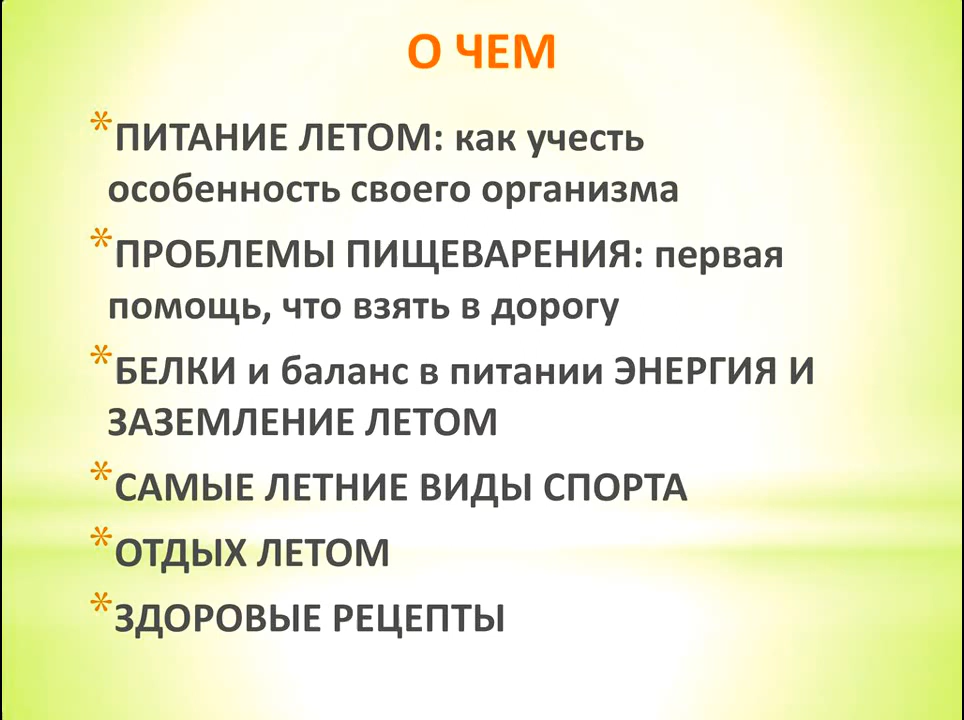 О ЧЕМ
*ПИТАНИЕ ЛЕТОМ: как учесть
особенность своего организма
*ПРОБЛЕМЫ ПИЩЕВАРЕНИЯ: первая
помощь, что взять в дорогу
*БЕЛКИ и баланс в питании ЭНЕРГИЯ И
ЗАЗЕМЛЕНИЕ ЛЕТОМ
*САМЫЕ ЛЕТНИЕ ВИДЫ СПОРТА
*ОТДЫХ ЛЕТОМ
*ЗДОРОВЫЕ РЕЦЕПТЫ